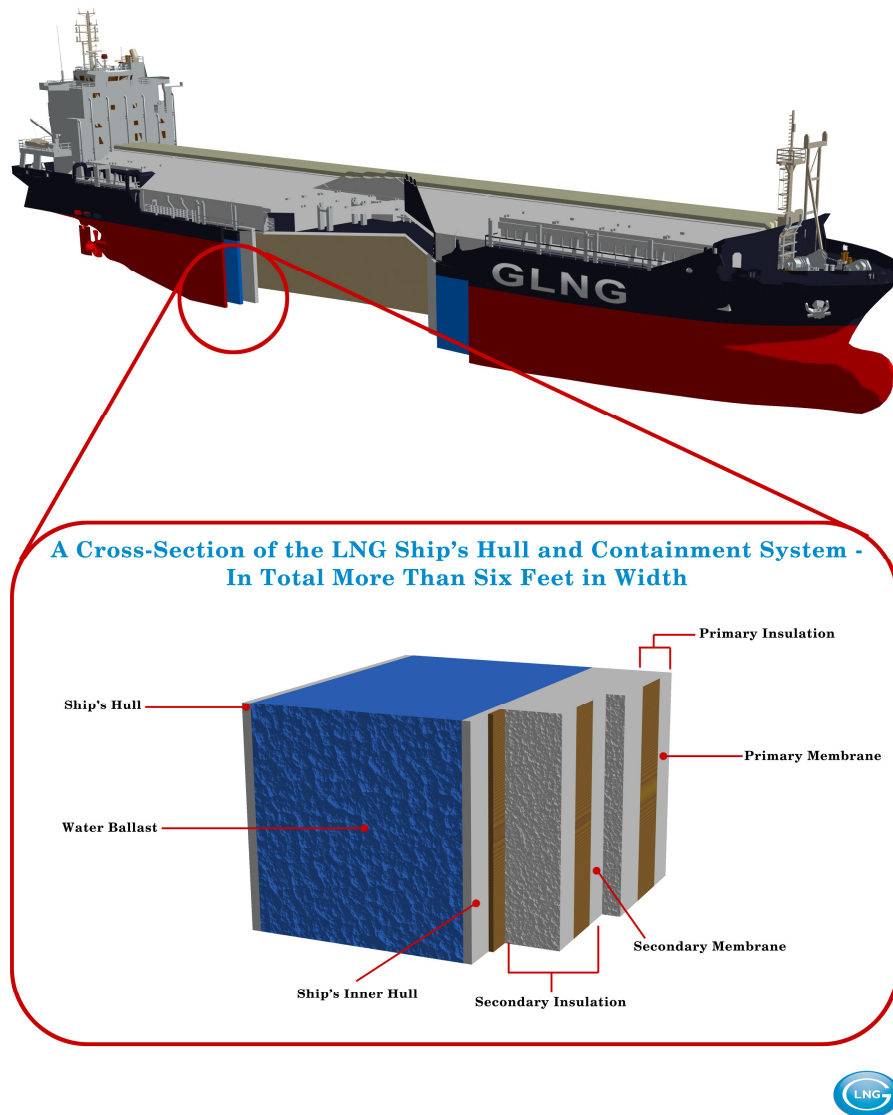 GLNG
A Cross-Section of the LNG Ship's Hull and Containment System -
In Total More Than Six Feet in Width
Primary Insulation
Ship's Hull
Primary Membrane
Water Ballast
Secondary Membrane
Ship's Inner Hull
Secondary Insulation
LNG